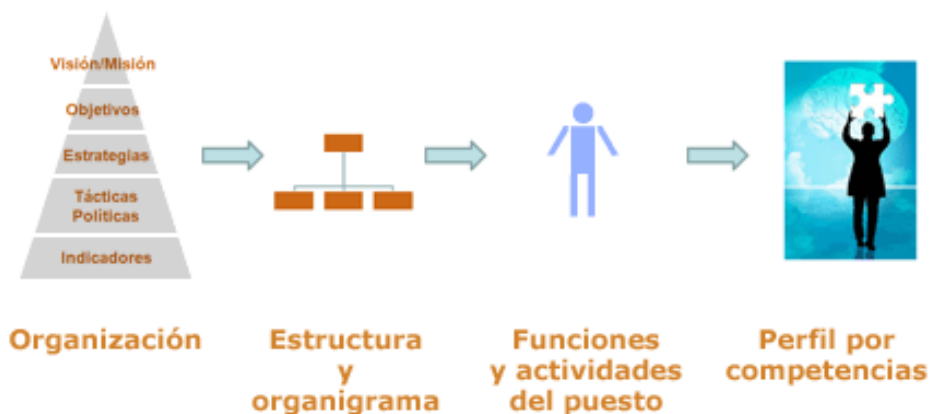 Visión/Misión
Objetivos
Estrategias
Tácticas
Políticas
Indicadores
Organización
Estructura
y
organigrama
Funciones
y actividades
del puesto
Perfil por
competencias